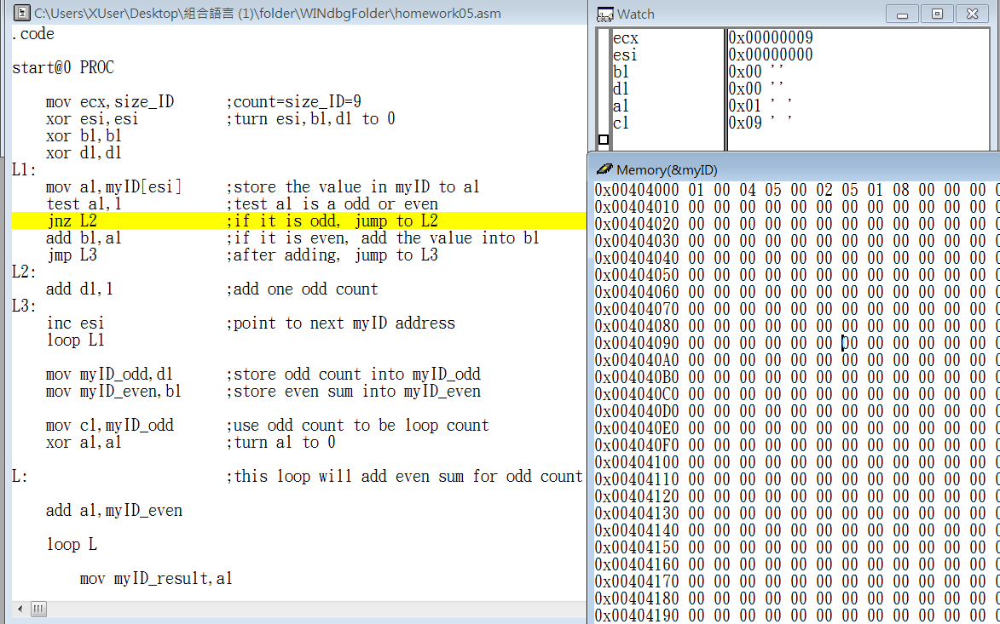 C:\Users\XUser\Desktop\組合語言 (1)\folder\WINdbgFolder\homework05.asm
.code
start@0 PROC
mov ecx,size_ID ;count=size_ID=9
xor esi,esi ;turn esi,bl,dl to 0
xor bl,bl
xor dl,dl
L1:
mov al,myID[esi] ;store the value in myID to al
test al,1 ;test al is a odd or even
jnz L2 ;if it is odd, jump to L2
add bl,al ;if it is even, add the value into bl
jmp L3 ;after adding, jump to L3
L2:
add dl,1 ;add one odd count
L3:
inc esi ;point to next myID address
loop L1
mov myID_odd,dl ;store odd count into myID_odd
mov myID_even,bl ;store even sum into myID_even
mov cl,myID_odd ;use odd count to be loop count
xor al,al ;turn al to 0
L: ;this loop will add even sum for odd count
add al,myID_even
loop L
mov myID_result,al
Watch
ecx 0x00000009
esi 0x00000000
bl 0x00 ''
dl 0x00 ''
al 0x01 ' '
cl 0x09 ' '
Memory(&myID)
0x00404000 01 00 04 05 00 02 05 01 08 00 00 00
0x00404010 00 00 00 00 00 00 00 00 00 00 00 00
0x00404020 00 00 00 00 00 00 00 00 00 00 00 00
0x00404030 00 00 00 00 00 00 00 00 00 00 00 00
0x00404040 00 00 00 00 00 00 00 00 00 00 00 00
0x00404050 00 00 00 00 00 00 00 00 00 00 00 00
0x00404060 00 00 00 00 00 00 00 00 00 00 00 00
0x00404070 00 00 00 00 00 00 00 00 00 00 00 00
0x00404080 00 00 00 00 00 00 00 00 00 00 00 00
0x00404090 00 00 00 00 00 00 00 00 00 00 00 00
0x004040A0 00 00 00 00 00 00 00 00 00 00 00 00
0x004040B0 00 00 00 00 00 00 00 00 00 00 00 00
0x004040C0 00 00 00 00 00 00 00 00 00 00 00 00
0x004040D0 00 00 00 00 00 00 00 00 00 00 00 00
0x004040E0 00 00 00 00 00 00 00 00 00 00 00 00
0x004040F0 00 00 00 00 00 00 00 00 00 00 00 00
0x00404100 00 00 00 00 00 00 00 00 00 00 00 00
0x00404110 00 00 00 00 00 00 00 00 00 00 00 00
0x00404120 00 00 00 00 00 00 00 00 00 00 00 00
0x00404130 00 00 00 00 00 00 00 00 00 00 00 00
0x00404140 00 00 00 00 00 00 00 00 00 00 00 00
0x00404150 00 00 00 00 00 00 00 00 00 00 00 00
0x00404160 00 00 00 00 00 00 00 00 00 00 00 00
0x00404170 00 00 00 00 00 00 00 00 00 00 00 00
0x00404180 00 00 00 00 00 00 00 00 00 00 00 00
0x00404190 00 00 00 00 00 00 00 00 00 00 00 00